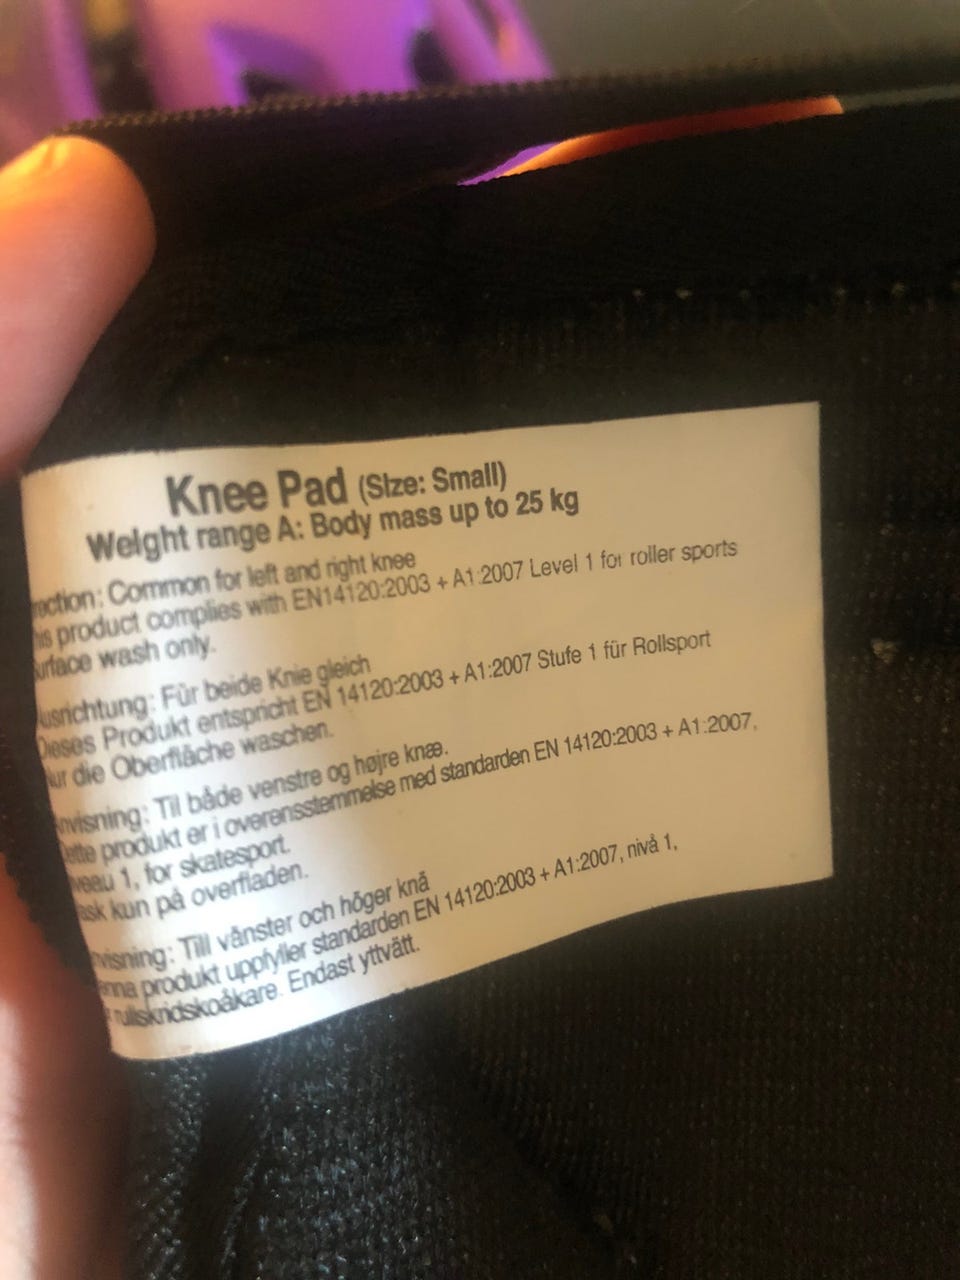 Knee Pad (Size: Small)
Weight range A: Body mass up to 25 kg
rection: Common for left and right knee
his product complies with EN14120:2003 + A1:2007 Level 1 for roller sports
urface wash only.
usrichtung: Für beide Knie gleich
Dieses Produkt entspricht EN 14120:2003 + A1:2007 Stufe 1 für Rollsport
ur die Oberfläche waschen.
nvisning: Til både venstre og højre knæ.
ette produkt er i overensstemmelse med standarden EN 14120:2003 + A1:2007,
veau 1, for skatesport.
ask kun på overfladen.
nvisning: Till vänster och höger knä
enna produkt uppfyller standarden EN 14120:2003 + A1:2007, nivå 1,
r rullskridskoåkare. Endast yttvätt.